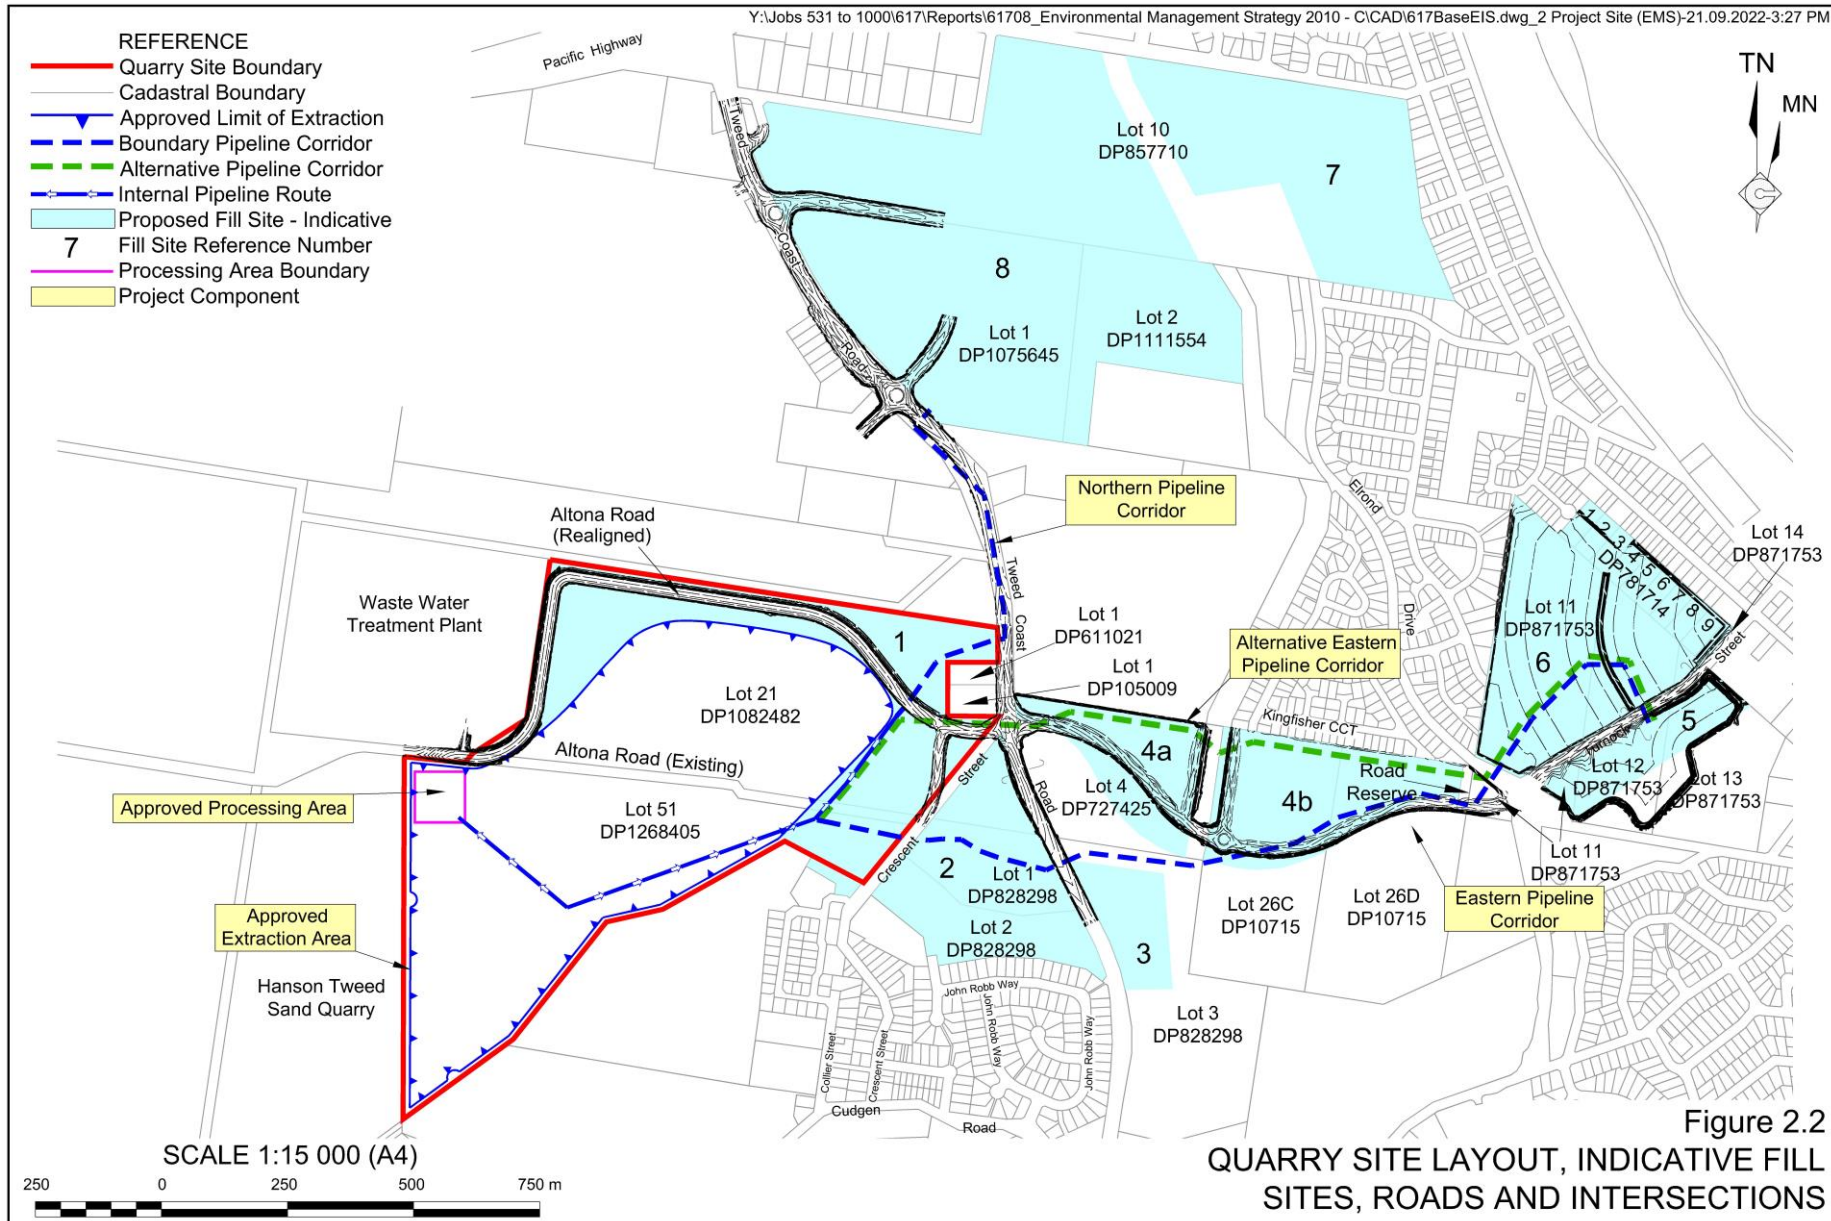 Y:\Jobs 531 to 1000\617\Reports\61708_Environmental Management Strategy 2010 - C\CAD\617BaseEIS.dwg_2 Project Site (EMS)-21.09.2022-3:27 PM
REFERENCE
Quarry Site Boundary
Cadastral Boundary
Approved Limit of Extraction
Boundary Pipeline Corridor
Alternative Pipeline Corridor
Internal Pipeline Route
Proposed Fill Site - Indicative
7 Fill Site Reference Number
Processing Area Boundary
Project Component
Pacific Highway
TN
MN
Tweed
Coast
Road
Lot 10
DP857710
7
8
Lot 1
DP1075645
Lot 2
DP1111554
Northern Pipeline
Corridor
Elrond
Drive
Altona Road
(Realigned)
Waste Water
Treatment Plant
Tweed
Coast
Road
Lot 1
DP611021
Lot 1
DP105009
Alternative Eastern
Pipeline Corridor
Lot 14
DP871753
1
2
3
4
5
6
7
8
9
DP781714
Lot 11
DP871753
6
Street
Turnock
5
1
Lot 21
DP1082482
Altona Road (Existing)
Kingfisher CCT
4a
4b
Lot 4
DP727425
Road
Reserve
Lot 12
DP871753
Lot 13
DP871753
Approved Processing Area
Lot 51
DP1268405
Crescent
Street
2
Lot 1
DP828298
Lot 2
DP828298
3
Lot 26C
DP10715
Lot 26D
DP10715
Lot 11
DP871753
Eastern Pipeline
Corridor
Approved
Extraction Area
Hanson Tweed
Sand Quarry
Lot 3
DP828298
John Robb Way
John Robb Way
John Robb Way
Collier Street
Crescent Street
Cudgen
Road
SCALE 1:15 000 (A4)
250 0 250 500 750 m
Figure 2.2
QUARRY SITE LAYOUT, INDICATIVE FILL
SITES, ROADS AND INTERSECTIONS